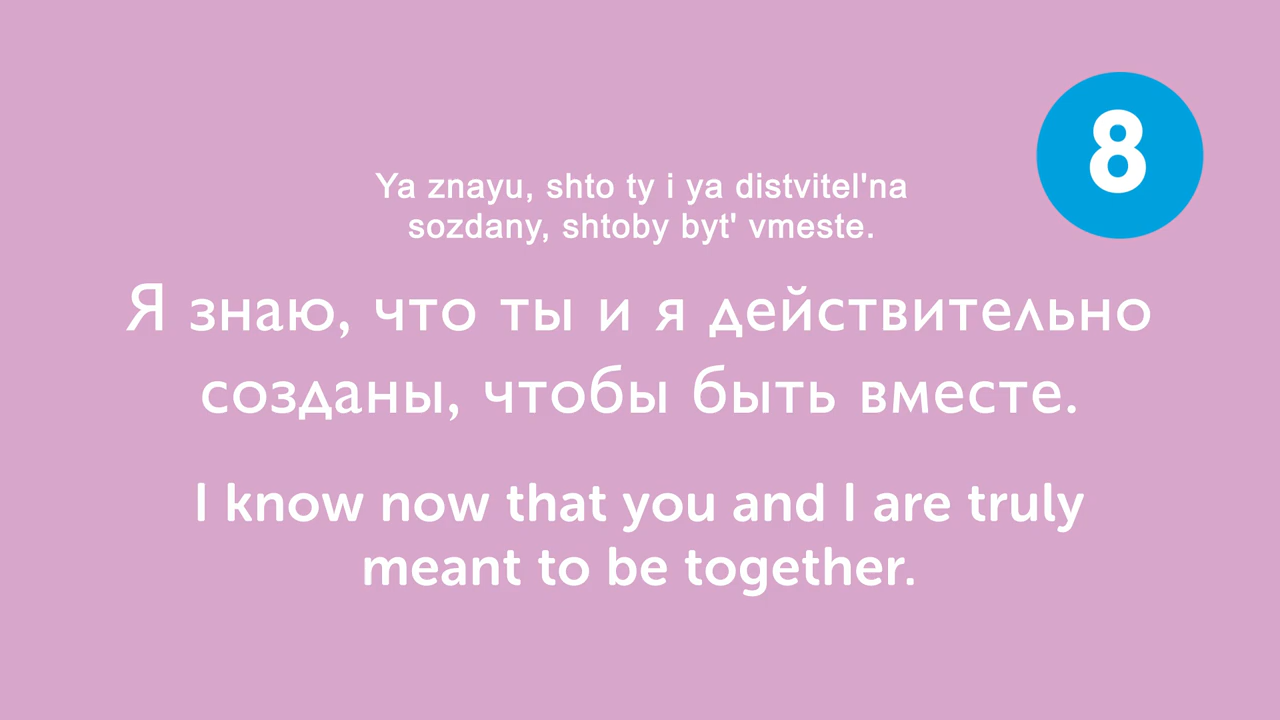 8
Ya znayu, shto ty i ya distvitel'na
sozdany, shtoby byt' vmeste.
Я знаю, что ты и я действительно
созданы, чтобы быть вместе.
I know now that you and I are truly
meant to be together.